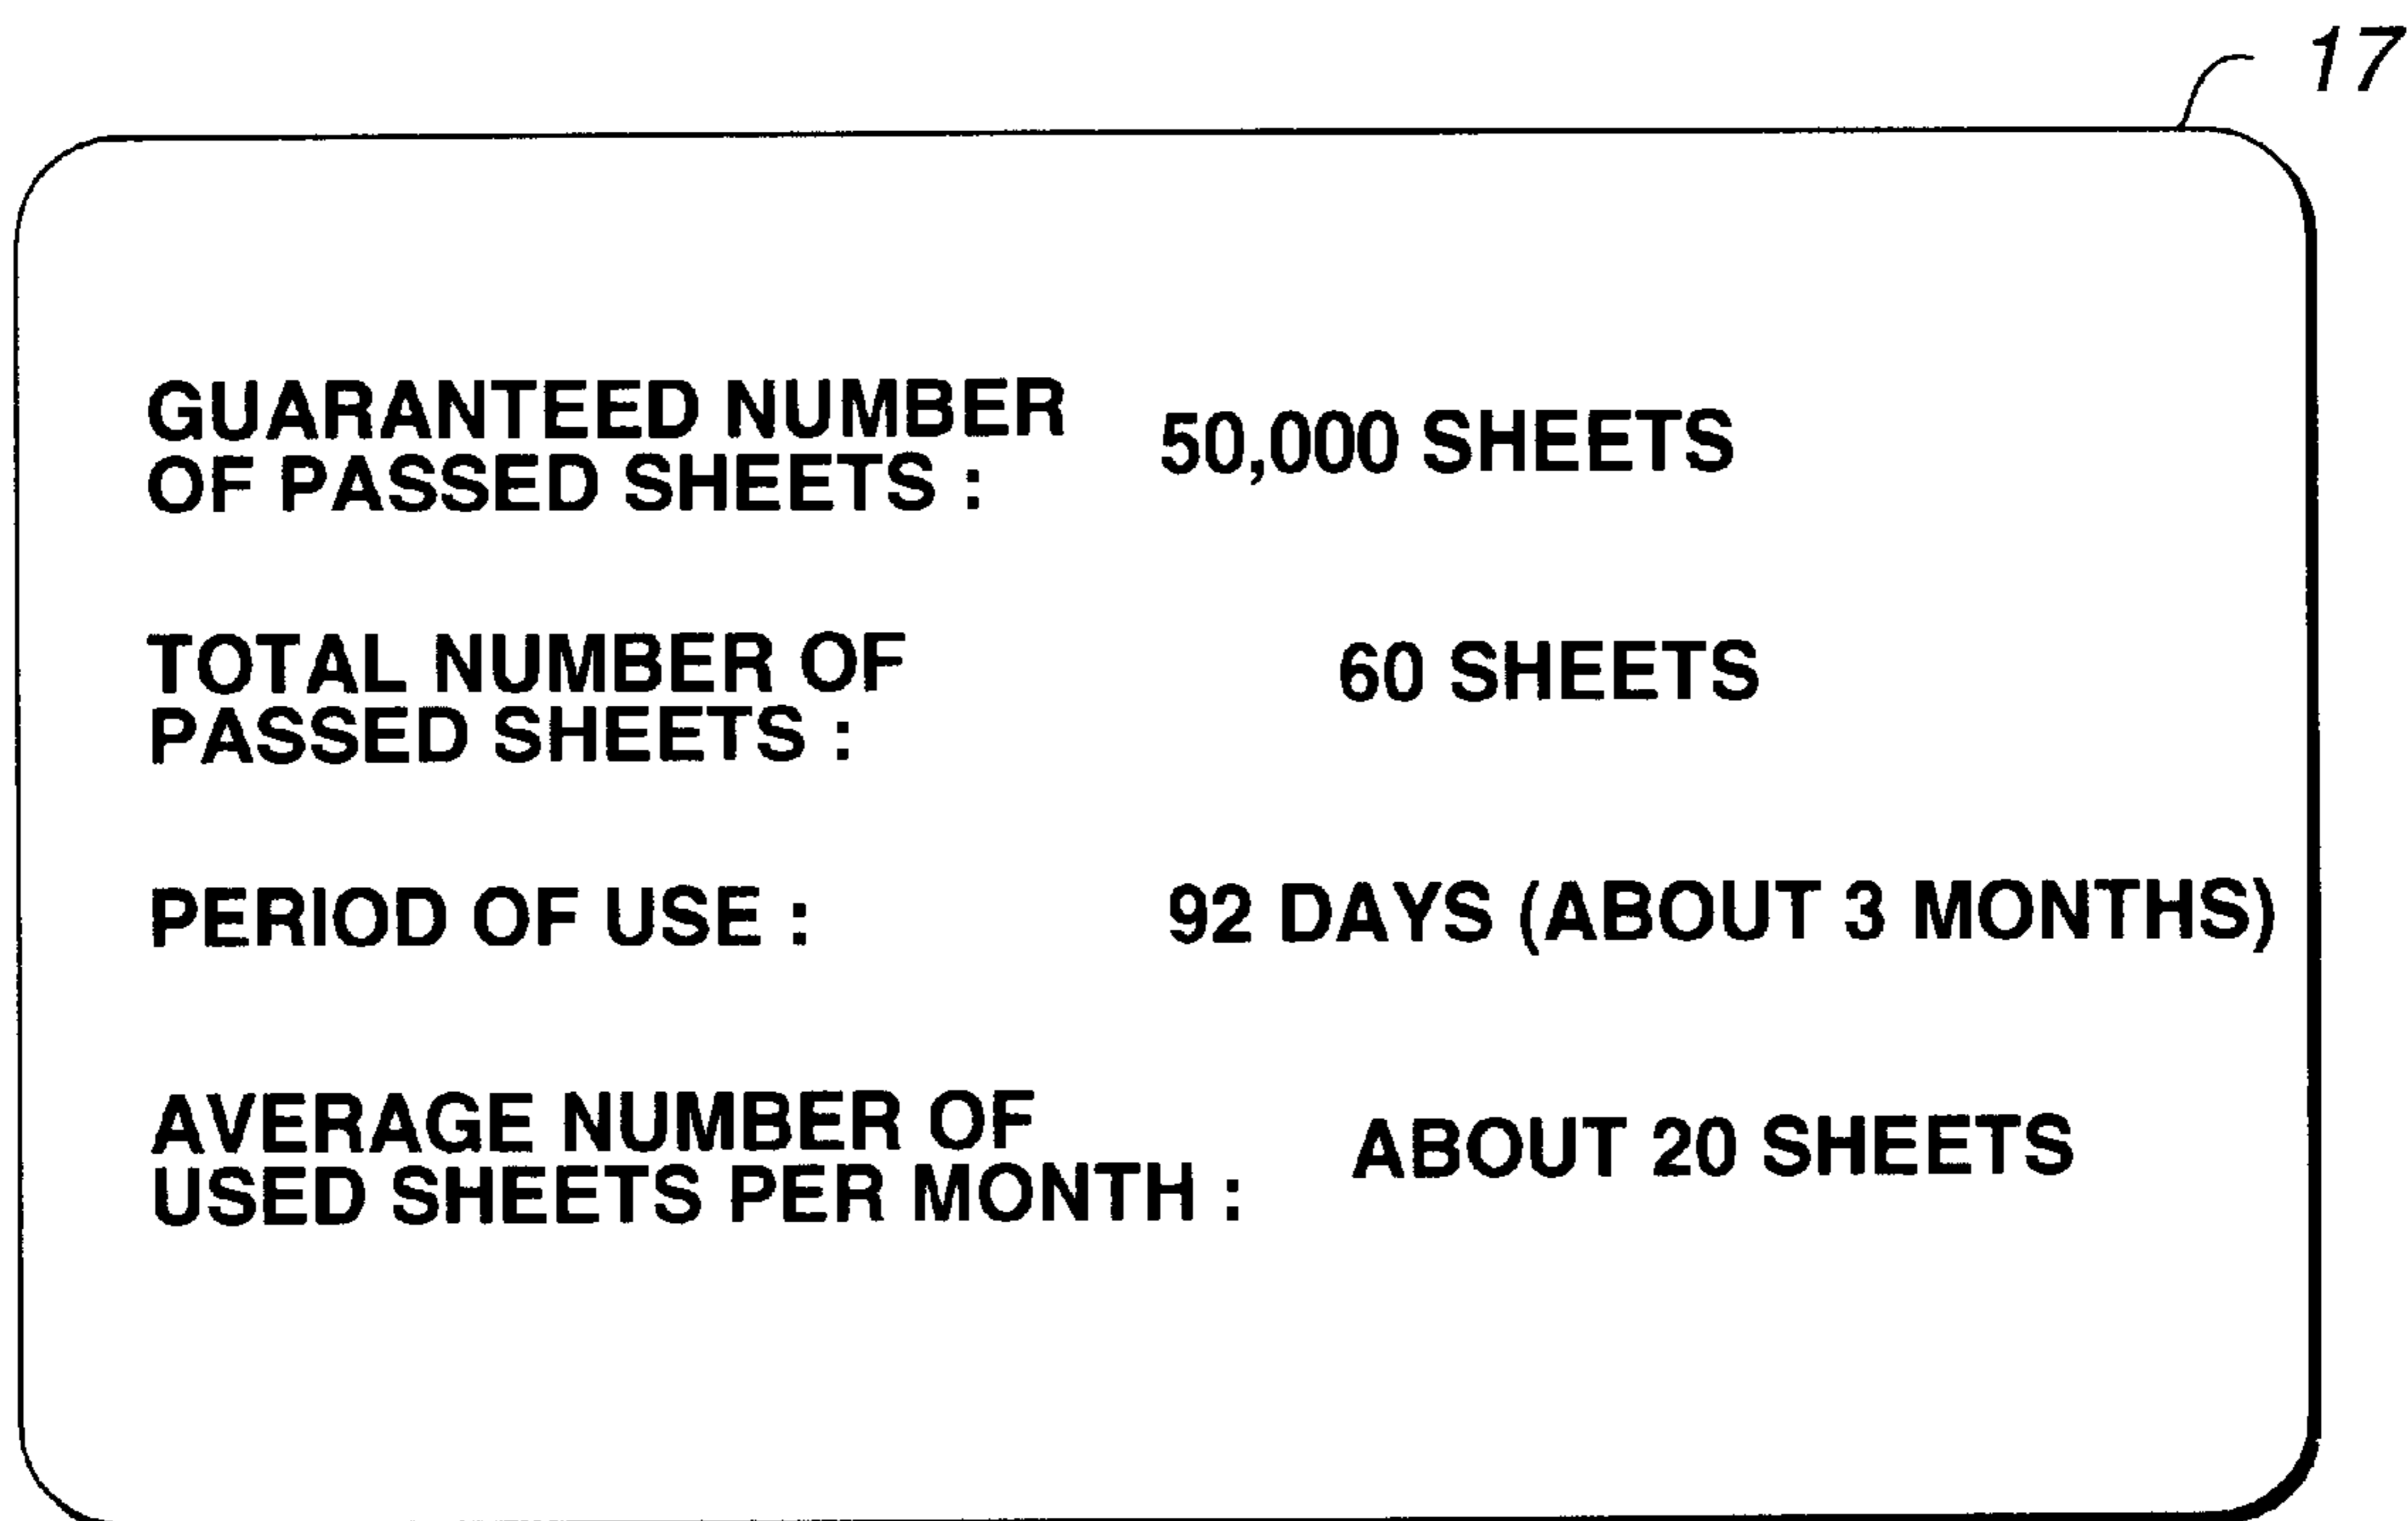 17
GUARANTEED NUMBER
OF PASSED SHEETS : 50,000 SHEETS
TOTAL NUMBER OF
PASSED SHEETS : 60 SHEETS
PERIOD OF USE : 92 DAYS (ABOUT 3 MONTHS)
AVERAGE NUMBER OF
USED SHEETS PER MONTH : ABOUT 20 SHEETS